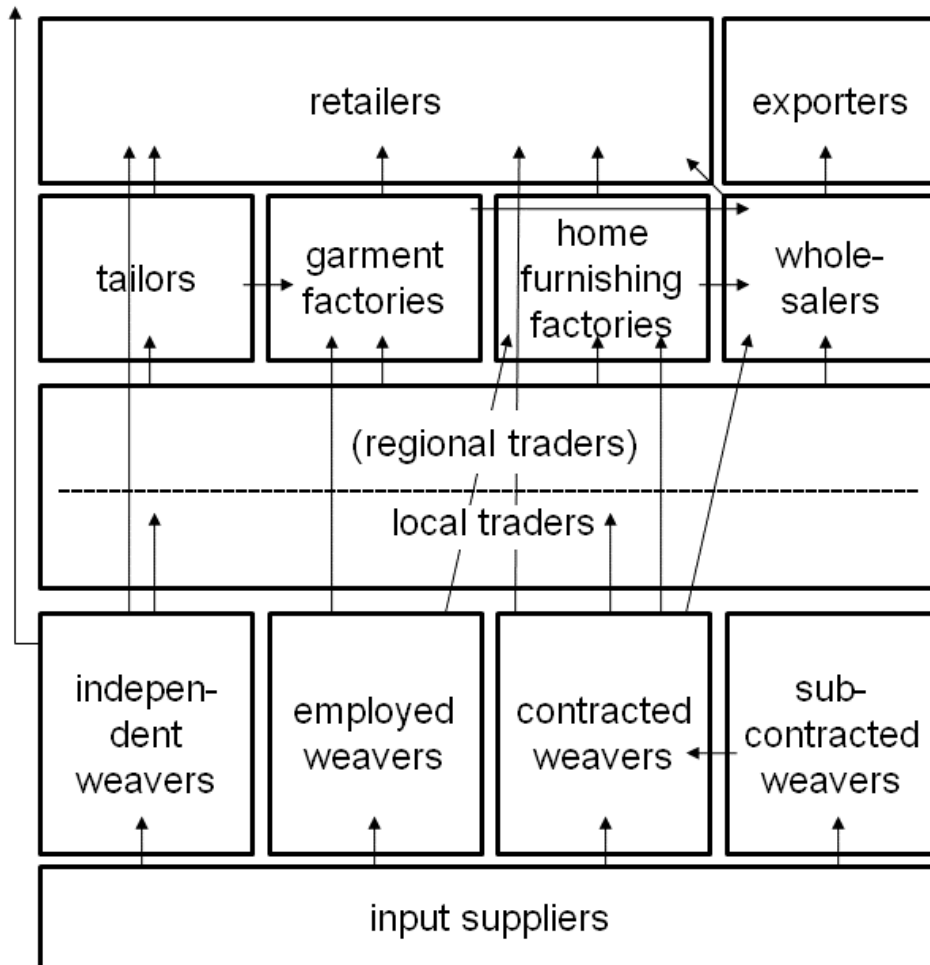 retailers
exporters
tailors
garment
factories
home
furnishing
factories
whole-
salers
(regional traders)
local traders
indepen-
dent
weavers
employed
weavers
contracted
weavers
sub-
contracted
weavers
input suppliers